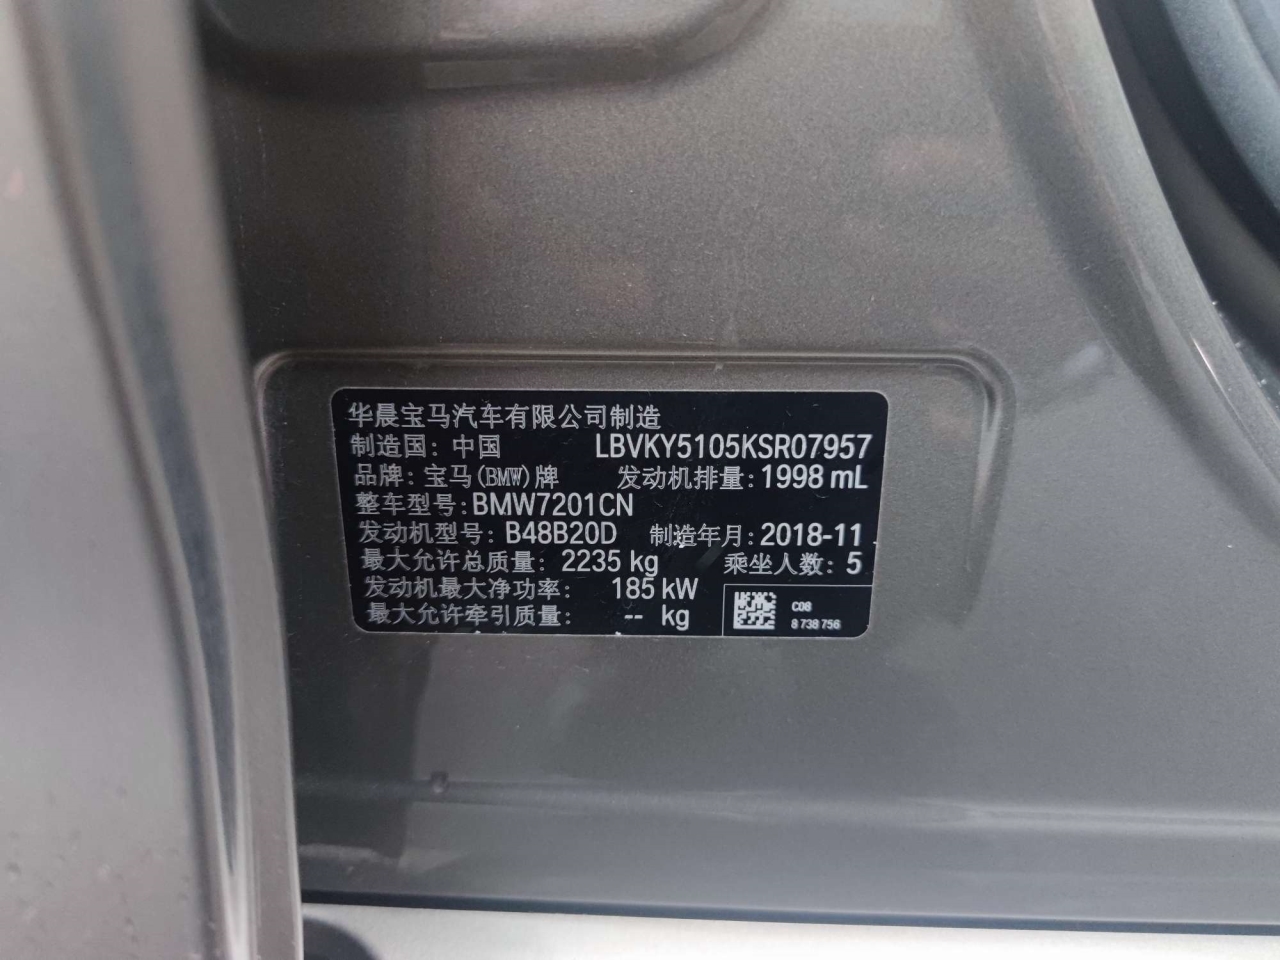 华晨宝马汽车有限公司制造
制造国：中国 LBVKY5105KSR07957
品牌：宝马(BMW)牌 发动机排量：1998 mL
整车型号：BMW7201CN
发动机型号：B48B20D 制造年月：2018-11
最大允许总质量：2235 kg 乘坐人数：5
发动机最大净功率：185 kW
最大允许牵引质量：-- kg
C08
8 738 756